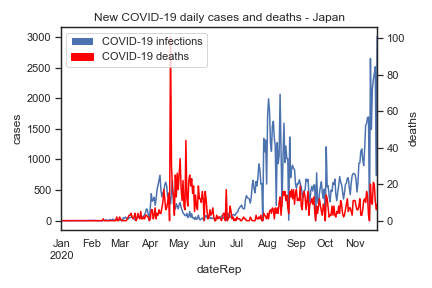 New COVID-19 daily cases and deaths - Japan
COVID-19 infections
COVID-19 deaths
3000
2500
2000
1500
1000
500
0
cases
100
80
60
40
20
0
deaths
Jan Feb Mar Apr May Jun Jul Aug Sep Oct Nov
2020
dateRep